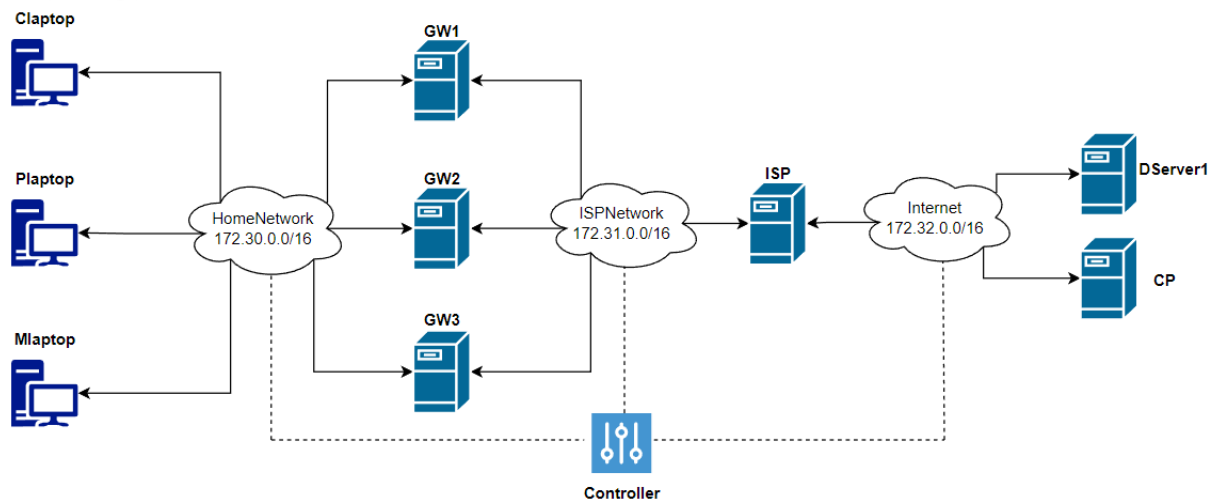 Claptop
GW1
DServer1
Plaptop
GW2
ISP
HomeNetwork
172.30.0.0/16
ISPNetwork
172.31.0.0/16
Internet
172.32.0.0/16
CP
Mlaptop
GW3
Controller